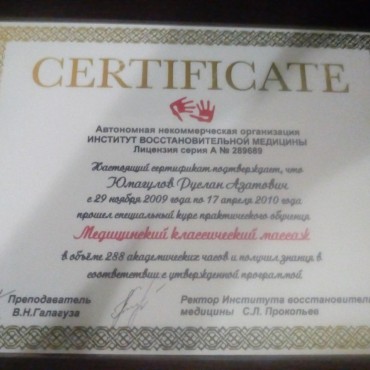 CERTIFICATE
Автономная некоммерческая организация
ИНСТИТУТ ВОССТАНОВИТЕЛЬНОЙ МЕДИЦИНЫ
Лицензия серия А № 289689
Настоящий сертификат подтверждает, что
Юмагулов Руслан Азатович
с 29 ноября 2009 года по 17 апреля 2010 года
прошел специальный курс практического обучения
Медицинский классический массаж
в объёме 288 академических часов и получил знания в
соответствии с утвержденной программой
Преподаватель
В.Н.Галагуза
Ректор Института восстановительной
медицины С.Л. Прокопьев